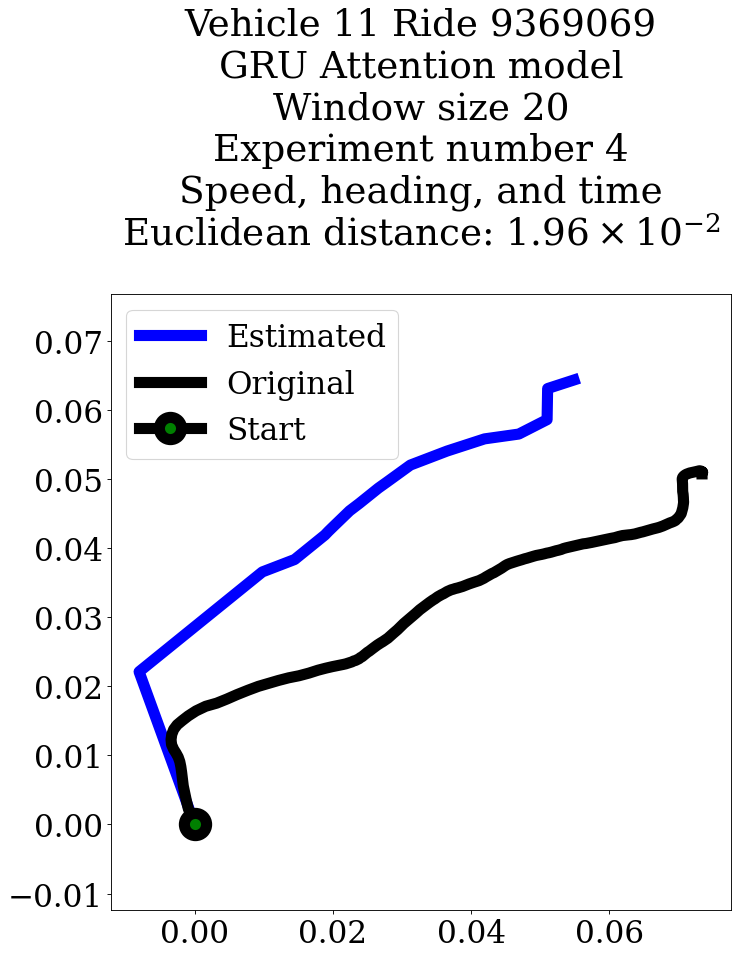 Vehicle 11 Ride 9369069
GRU Attention model
Window size 20
Experiment number 4
Speed, heading, and time
Euclidean distance: 1.96 × 10⁻²
Estimated
Original
Start
0.07
0.06
0.05
0.04
0.03
0.02
0.01
0.00
−0.01
0.00 0.02 0.04 0.06